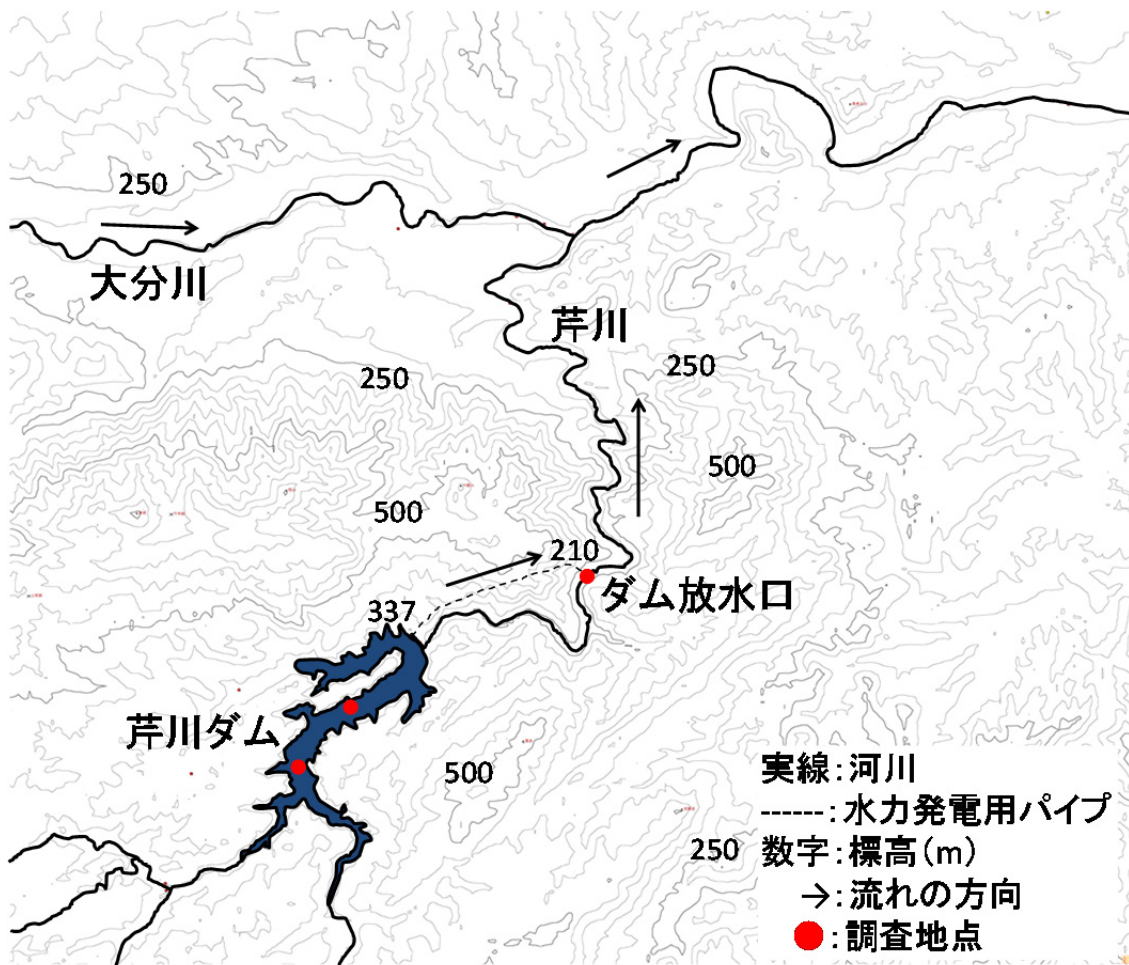 250
大分川
芹川
250
250
500
500
210
ダム放水口
337
芹川ダム
500
250
実線:河川
------:水力発電用パイプ
数字:標高(m)
→:流れの方向
●:調査地点